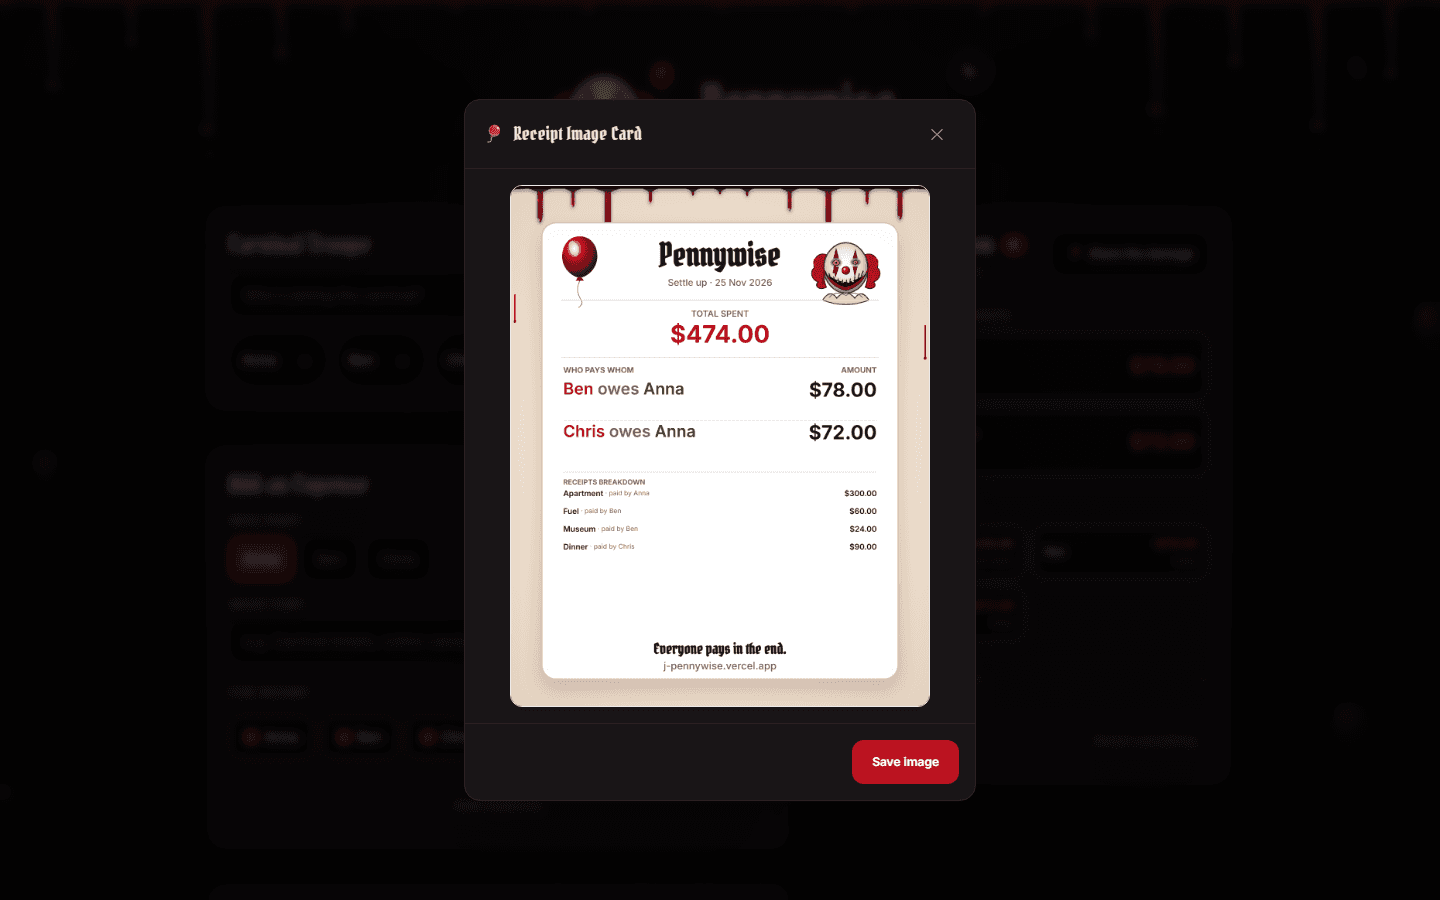 Receipt Image Card
Pennywise
Settle up · 25 Nov 2026
TOTAL SPENT
$474.00
WHO PAYS WHOM AMOUNT
Ben owes Anna $78.00
Chris owes Anna $72.00
RECEIPTS BREAKDOWN
Apartment · paid by Anna $300.00
Fuel · paid by Ben $60.00
Museum · paid by Ben $24.00
Dinner · paid by Chris $90.00
Everyone pays in the end.
j-pennywise.vercel.app
Save image